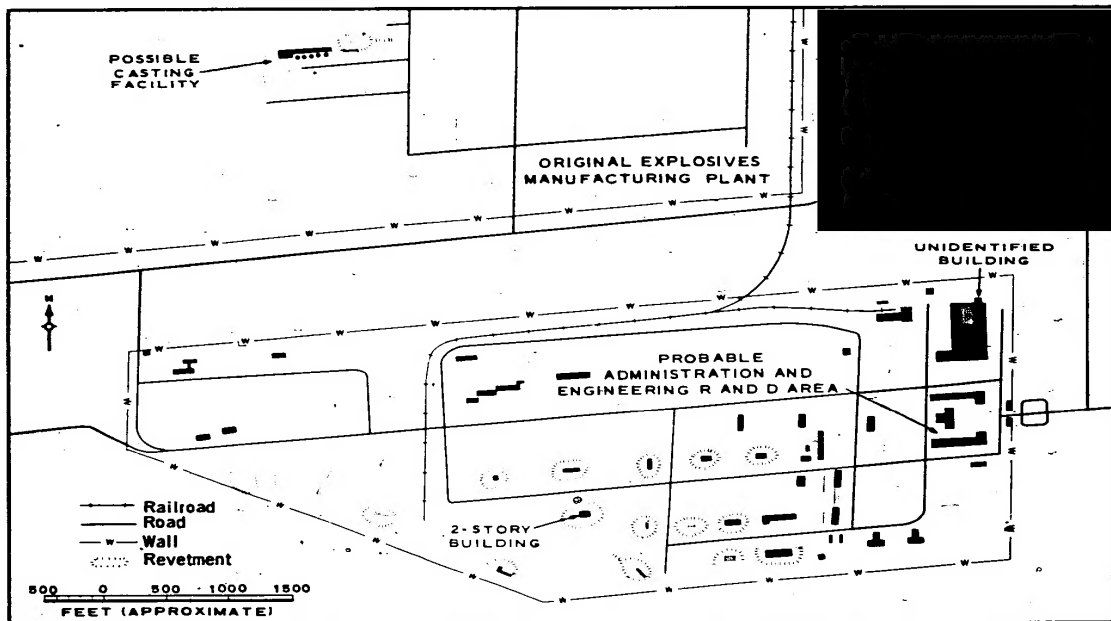 POSSIBLE
CASTING
FACILITY
ORIGINAL EXPLOSIVES
MANUFACTURING PLANT
UNIDENTIFIED
BUILDING
N
PROBABLE
ADMINISTRATION AND
ENGINEERING R AND D AREA
2-STORY
BUILDING
Railroad
Road
W Wall
Revetment
500 0 500 1000 1500
FEET (APPROXIMATE)
W W W W W W W W W
W W W W W W W W W
W W W W W W W W W